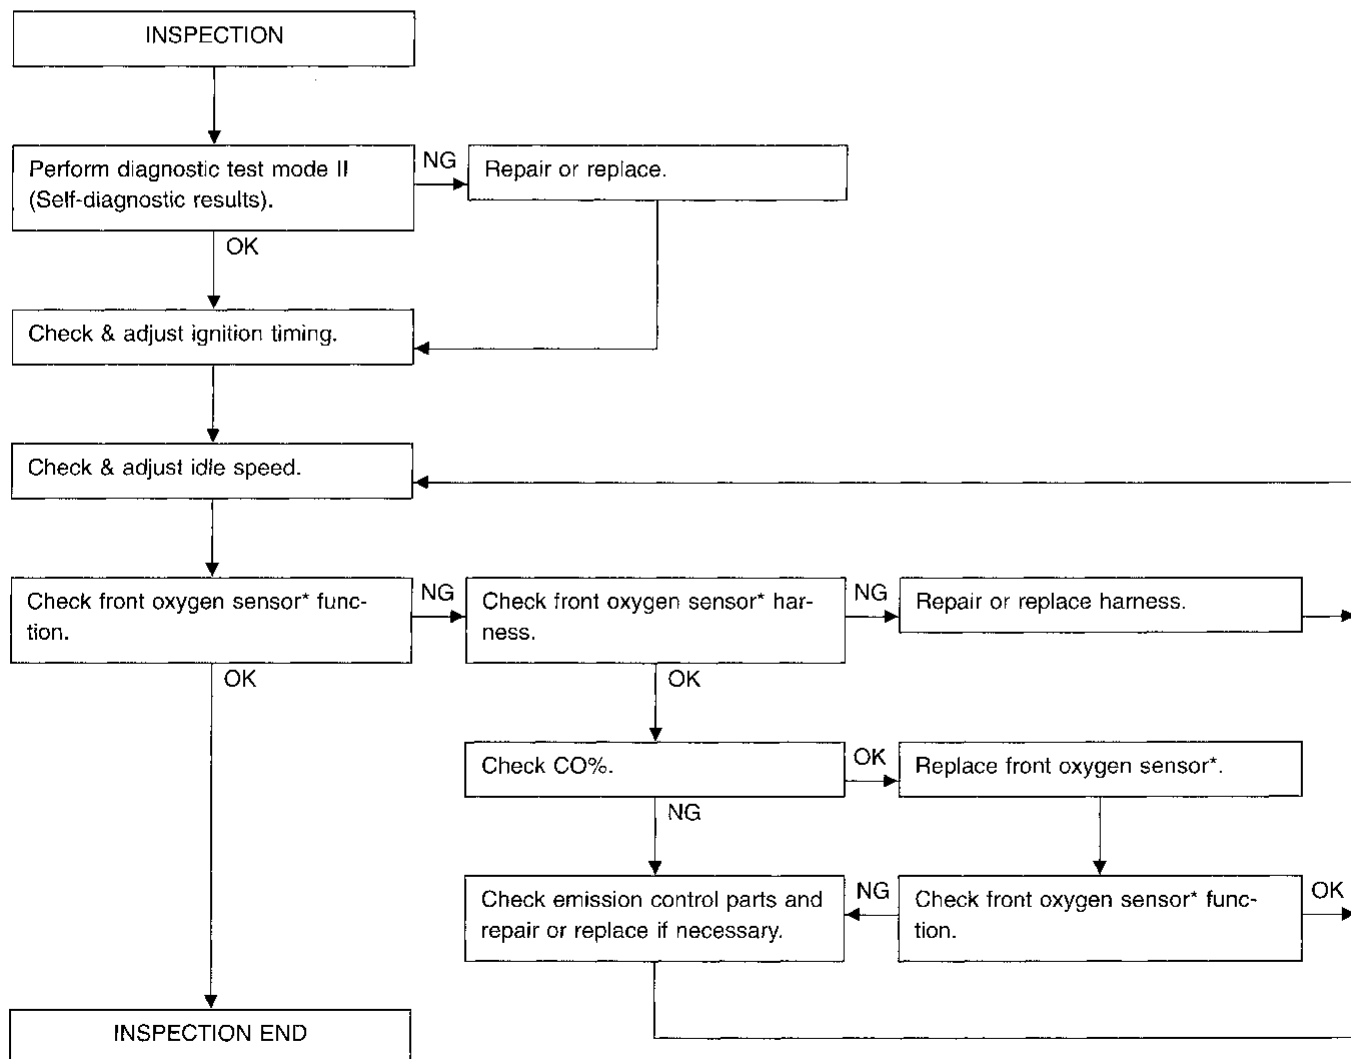 INSPECTION
Perform diagnostic test mode II
(Self-diagnostic results).
NG
Repair or replace.
OK
Check & adjust ignition timing.
Check & adjust idle speed.
Check front oxygen sensor* func-
tion.
NG
Check front oxygen sensor* har-
ness.
NG
Repair or replace harness.
OK
OK
Check CO%.
OK
Replace front oxygen sensor*.
NG
Check emission control parts and
repair or replace if necessary.
NG
Check front oxygen sensor* func-
tion.
OK
INSPECTION END